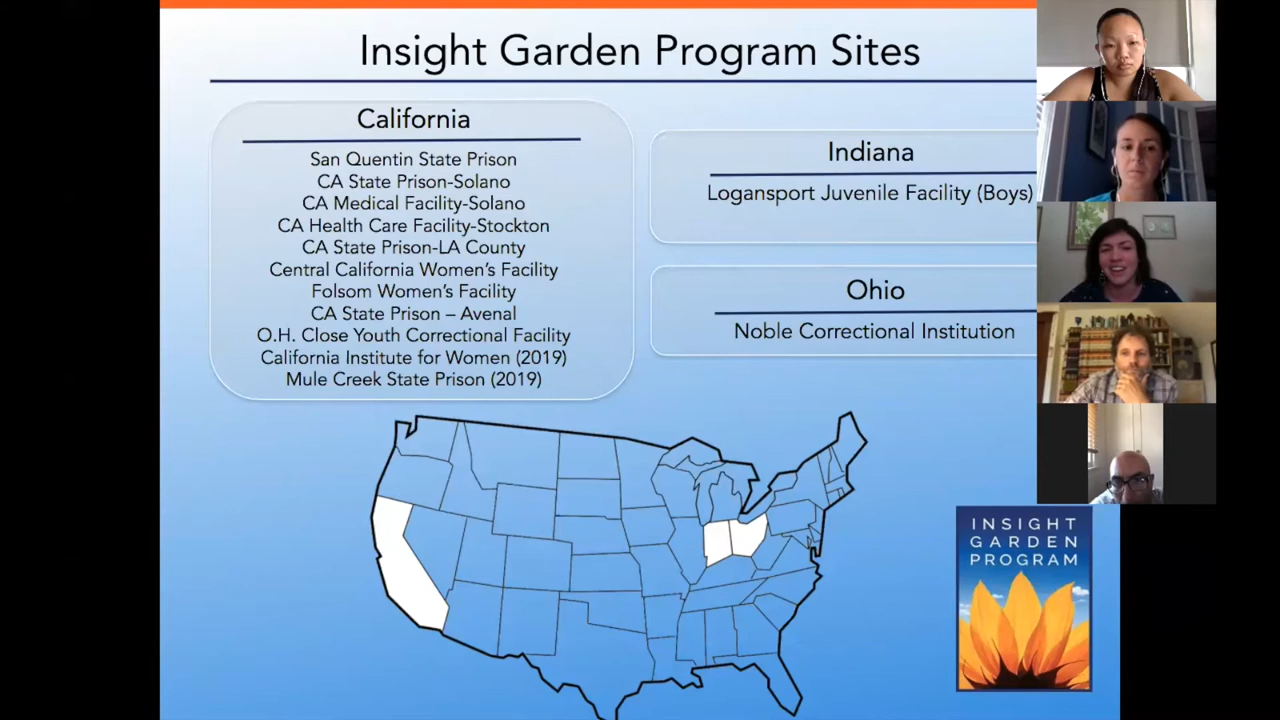 Insight Garden Program Sites
California
San Quentin State Prison
CA State Prison-Solano
CA Medical Facility-Solano
CA Health Care Facility-Stockton
CA State Prison-LA County
Central California Women's Facility
Folsom Women's Facility
CA State Prison – Avenal
O.H. Close Youth Correctional Facility
California Institute for Women (2019)
Mule Creek State Prison (2019)
Indiana
Logansport Juvenile Facility (Boys)
Ohio
Noble Correctional Institution
INSIGHT
GARDEN
PROGRAM